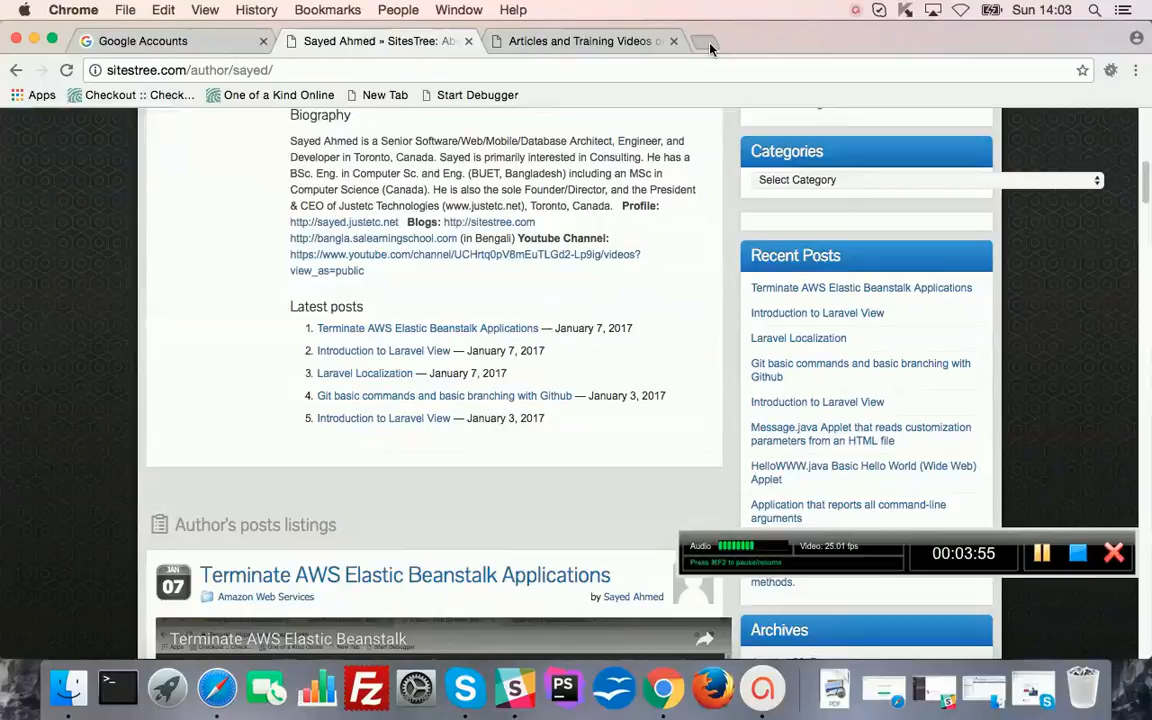 Chrome File Edit View History Bookmarks People Window Help Sun 14:03
Google Accounts Sayed Ahmed » SitesTree: Ab Articles and Training Videos o
sitestree.com/author/sayed/
Apps Checkout :: Check... One of a Kind Online New Tab Start Debugger
Biography
Sayed Ahmed is a Senior Software/Web/Mobile/Database Architect, Engineer, and
Developer in Toronto, Canada. Sayed is primarily interested in Consulting. He has a
BSc. Eng. in Computer Sc. and Eng. (BUET, Bangladesh) including an MSc in
Computer Science (Canada). He is also the sole Founder/Director, and the President
& CEO of Justetc Technologies (www.justetc.net), Toronto, Canada. Profile:
http://sayed.justetc.net Blogs: http://sitestree.com
http://bangla.salearningschool.com (in Bengali) Youtube Channel:
https://www.youtube.com/channel/UCHrtq0pV8mEuTLGd2-Lp9ig/videos?
view_as=public
Latest posts
1. Terminate AWS Elastic Beanstalk Applications — January 7, 2017
2. Introduction to Laravel View — January 7, 2017
3. Laravel Localization — January 7, 2017
4. Git basic commands and basic branching with Github — January 3, 2017
5. Introduction to Laravel View — January 3, 2017
Author's posts listings
JAN
07
Terminate AWS Elastic Beanstalk Applications
Amazon Web Services by Sayed Ahmed
Terminate AWS Elastic Beanstalk
Categories
Select Category
Recent Posts
Terminate AWS Elastic Beanstalk Applications
Introduction to Laravel View
Laravel Localization
Git basic commands and basic branching with
Github
Introduction to Laravel View
Message.java Applet that reads customization
parameters from an HTML file
HelloWWW.java Basic Hello World (Wide Web)
Applet
Application that reports all command-line
arguments
methods.
Archives
Audio Video: 25.01 fps
Press ⌘F2 to pause/resume
00:03:55
PS
PDF